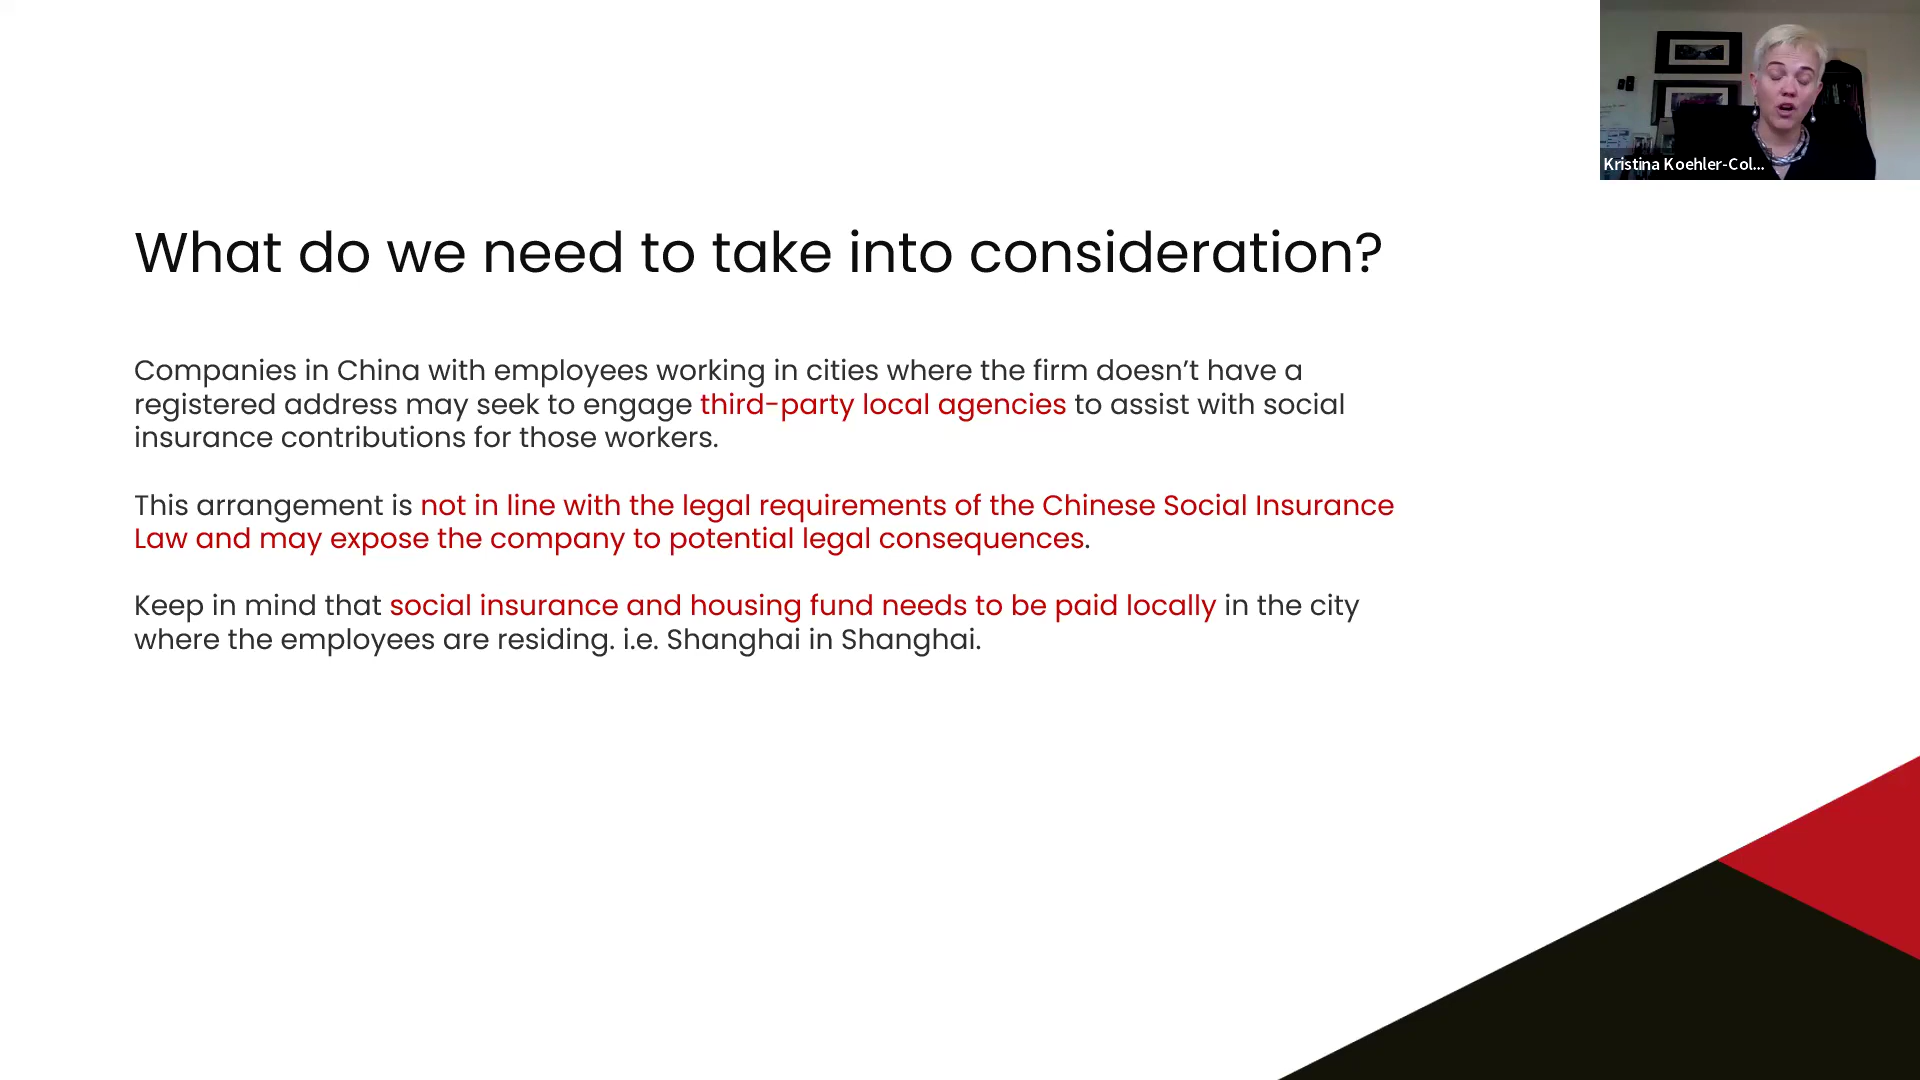 Kristina Koehler-Col...
What do we need to take into consideration?
Companies in China with employees working in cities where the firm doesn’t have a
registered address may seek to engage third-party local agencies to assist with social
insurance contributions for those workers.
This arrangement is not in line with the legal requirements of the Chinese Social Insurance
Law and may expose the company to potential legal consequences.
Keep in mind that social insurance and housing fund needs to be paid locally in the city
where the employees are residing. i.e. Shanghai in Shanghai.